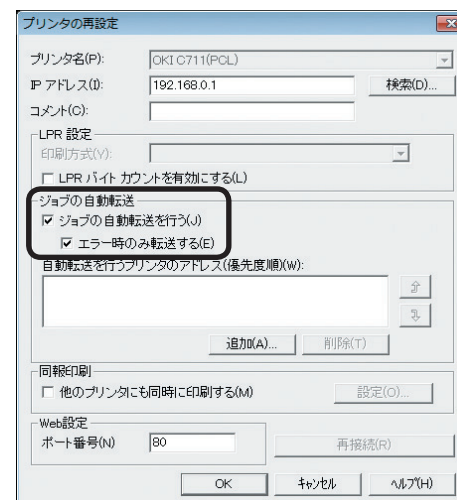 プリンタの再設定
プリンタ名(P): OKI C711(PCL)
IP アドレス(I): 192.168.0.1 検索(D)...
コメント(C):
LPR 設定
印刷方式(V):
LPR バイト カウントを有効にする(L)
ジョブの自動転送
ジョブの自動転送を行う(J)
エラー時のみ転送する(E)
自動転送を行うプリンタのアドレス(優先度順)(W):
追加(A)... 削除(T)
同報印刷
他のプリンタにも同時に印刷する(M) 設定(O)...
Web設定
ポート番号(N) 80 再接続(R)
OK キャンセル ヘルプ(H)